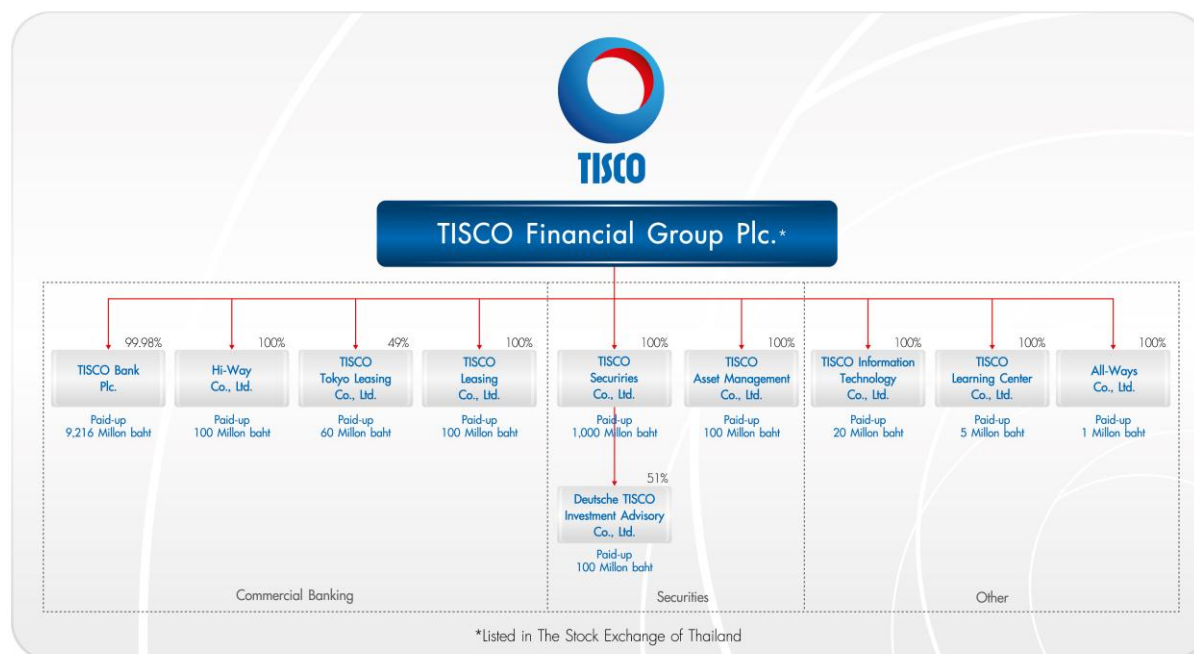 TISCO
TISCO Financial Group Plc.*
99.98%
TISCO Bank
Plc.
Paid-up
9,216 Millon baht
100%
Hi-Way
Co., Ltd.
Paid-up
100 Millon baht
49%
TISCO
Tokyo Leasing
Co., Ltd.
Paid-up
60 Millon baht
100%
TISCO
Leasing
Co., Ltd.
Paid-up
100 Millon baht
100%
TISCO
Securiries
Co., Ltd.
Paid-up
1,000 Millon baht
100%
TISCO
Asset Management
Co., Ltd.
Paid-up
100 Millon baht
100%
TISCO Information
Technology
Co., Ltd.
Paid-up
20 Millon baht
100%
TISCO
Learning Center
Co., Ltd.
Paid-up
5 Millon baht
100%
All-Ways
Co., Ltd.
Paid-up
1 Millon baht
51%
Deutsche TISCO
Investment Advisory
Co., Ltd.
Paid-up
100 Millon baht
Commercial Banking
Securities
Other
*Listed in The Stock Exchange of Thailand